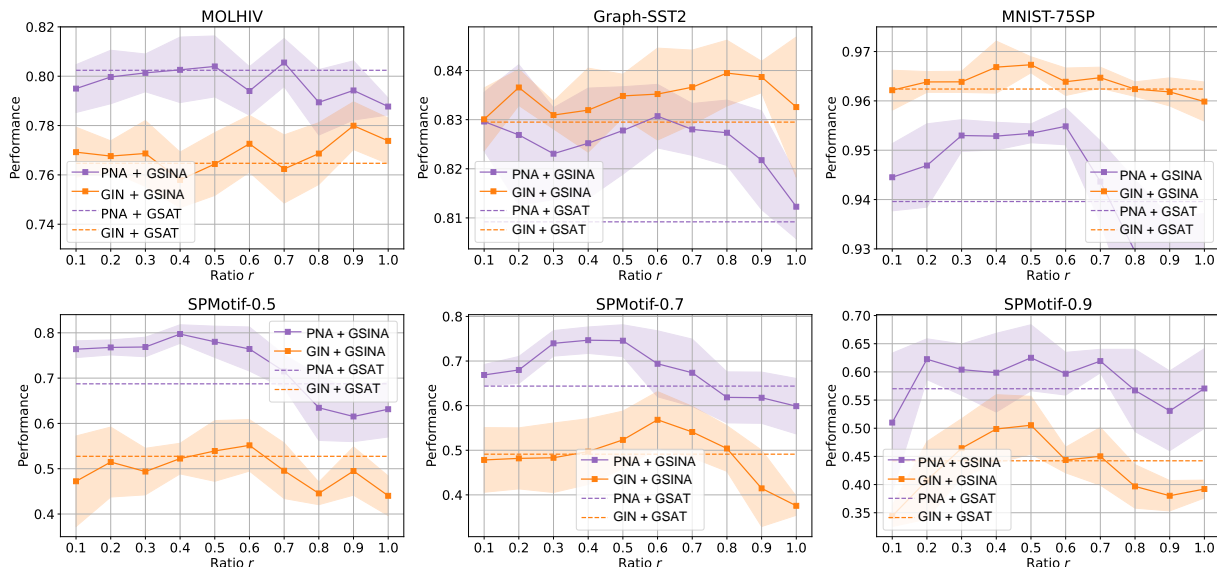 MOLHIV
Performance
0.82
0.80
0.78
0.76
0.74
PNA + GSINA
GIN + GSINA
PNA + GSAT
GIN + GSAT
0.1 0.2 0.3 0.4 0.5 0.6 0.7 0.8 0.9 1.0
Ratio r
Graph-SST2
Performance
0.84
0.83
0.82
0.81
PNA + GSINA
GIN + GSINA
PNA + GSAT
GIN + GSAT
0.1 0.2 0.3 0.4 0.5 0.6 0.7 0.8 0.9 1.0
Ratio r
MNIST-75SP
Performance
0.97
0.96
0.95
0.94
0.93
PNA + GSINA
GIN + GSINA
PNA + GSAT
GIN + GSAT
0.1 0.2 0.3 0.4 0.5 0.6 0.7 0.8 0.9 1.0
Ratio r
SPMotif-0.5
Performance
0.8
0.7
0.6
0.5
0.4
PNA + GSINA
GIN + GSINA
PNA + GSAT
GIN + GSAT
0.1 0.2 0.3 0.4 0.5 0.6 0.7 0.8 0.9 1.0
Ratio r
SPMotif-0.7
Performance
0.8
0.7
0.6
0.5
0.4
PNA + GSINA
GIN + GSINA
PNA + GSAT
GIN + GSAT
0.1 0.2 0.3 0.4 0.5 0.6 0.7 0.8 0.9 1.0
Ratio r
SPMotif-0.9
Performance
0.70
0.65
0.60
0.55
0.50
0.45
0.40
0.35
PNA + GSINA
GIN + GSINA
PNA + GSAT
GIN + GSAT
0.1 0.2 0.3 0.4 0.5 0.6 0.7 0.8 0.9 1.0
Ratio r